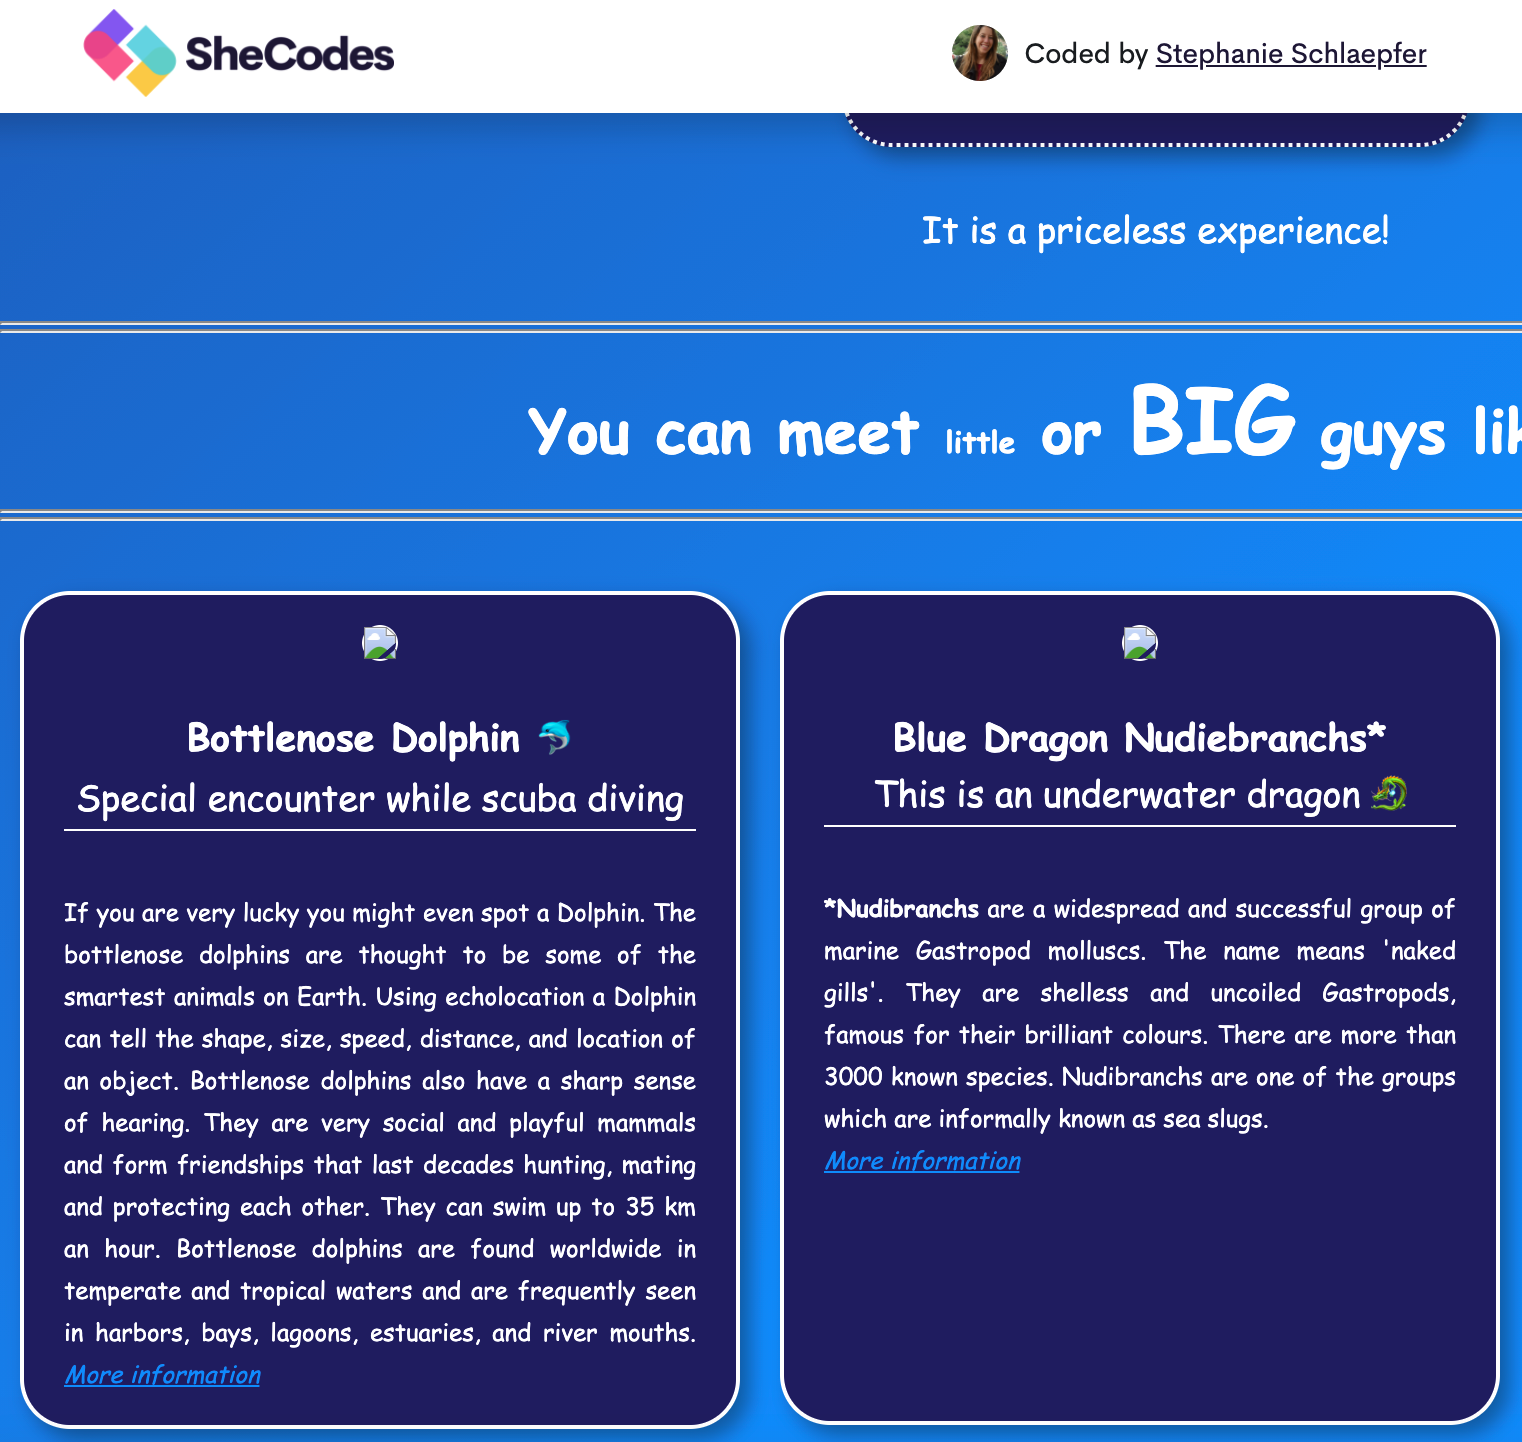 SheCodes
Coded by Stephanie Schlaepfer
It is a priceless experience!
You can meet little or BIG guys lik
Bottlenose Dolphin 🐬
Special encounter while scuba diving
If you are very lucky you might even spot a Dolphin. The
bottlenose dolphins are thought to be some of the
smartest animals on Earth. Using echolocation a Dolphin
can tell the shape, size, speed, distance, and location of
an object. Bottlenose dolphins also have a sharp sense
of hearing. They are very social and playful mammals
and form friendships that last decades hunting, mating
and protecting each other. They can swim up to 35 km
an hour. Bottlenose dolphins are found worldwide in
temperate and tropical waters and are frequently seen
in harbors, bays, lagoons, estuaries, and river mouths.
More information
Blue Dragon Nudiebranchs*
This is an underwater dragon 🐉
*Nudibranchs are a widespread and successful group of
marine Gastropod molluscs. The name means 'naked
gills'. They are shelless and uncoiled Gastropods,
famous for their brilliant colours. There are more than
3000 known species. Nudibranchs are one of the groups
which are informally known as sea slugs.
More information